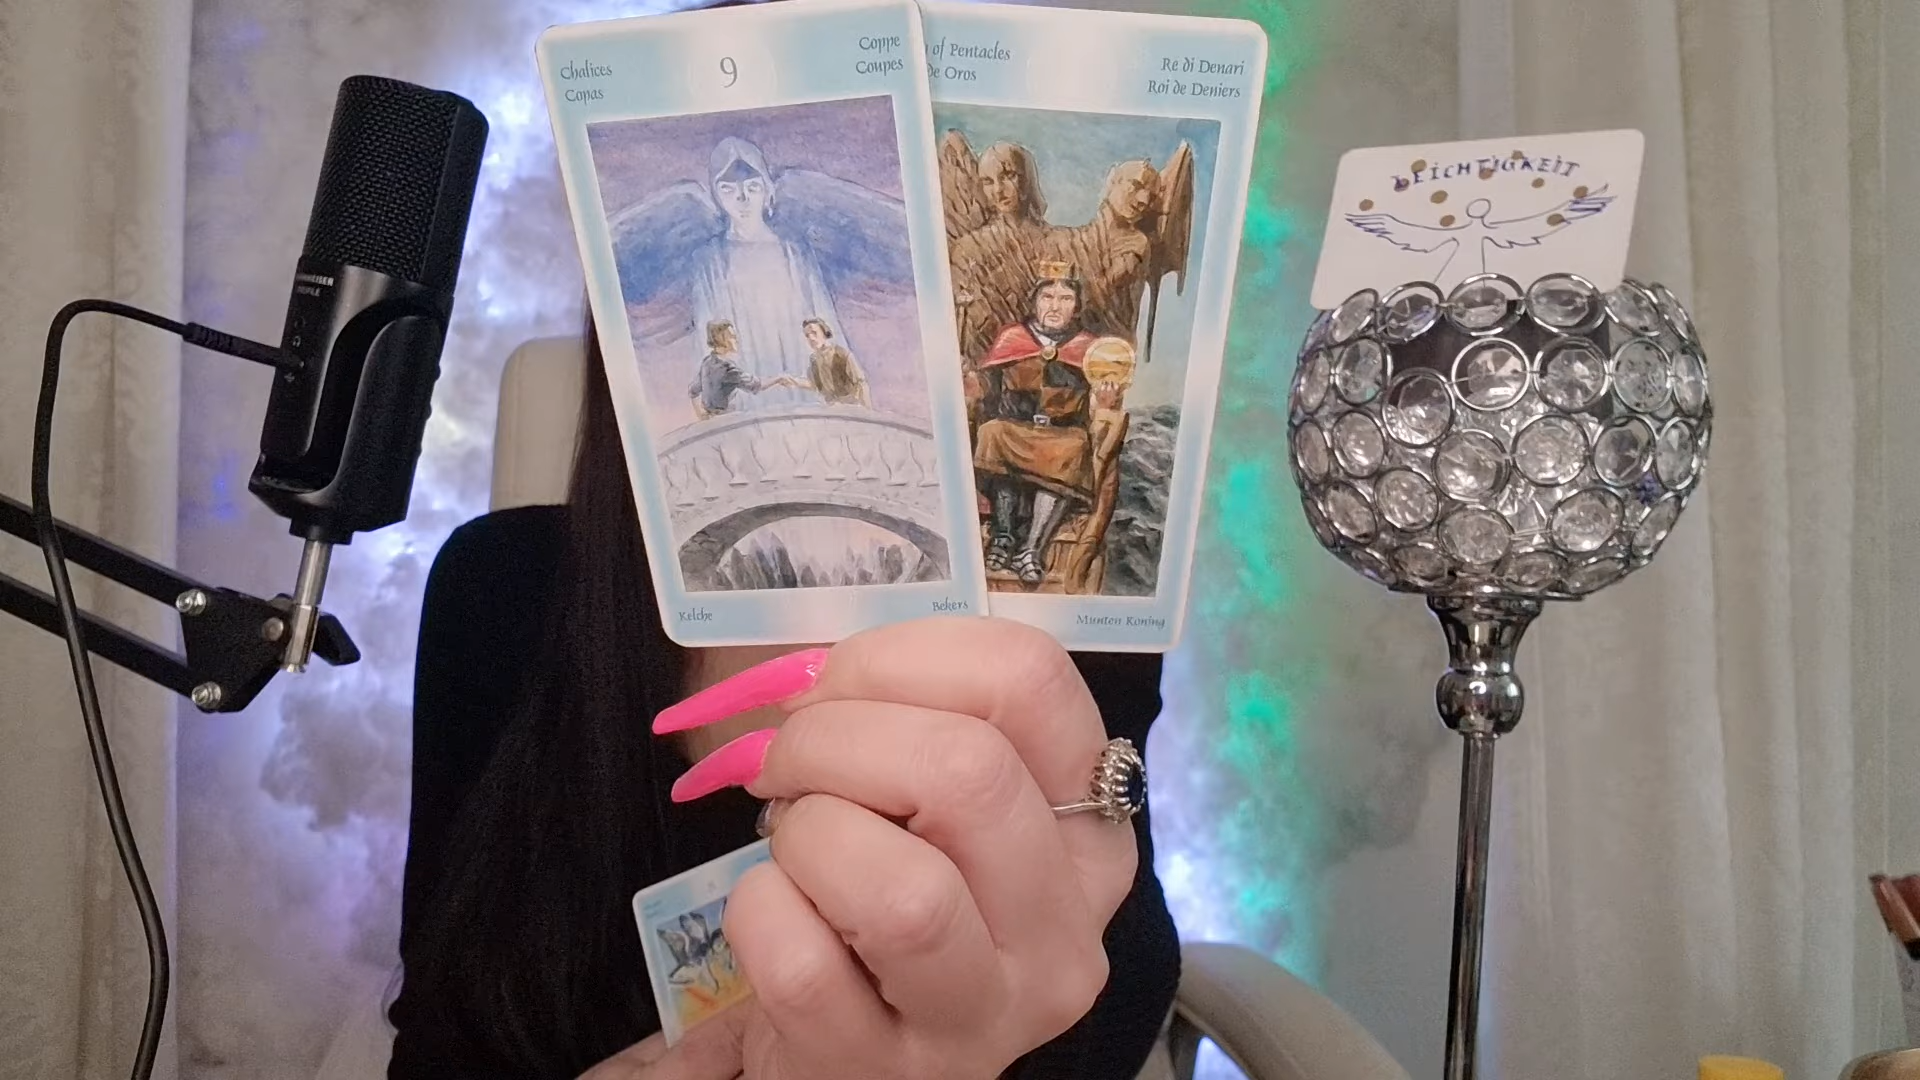 Chalices
Copas
9
Coppe
Coupes
of Pentacles
De Oros
Re di Denari
Roi de Deniers
LEICHTIGKEIT
Kelche
Bekers
Munten Koning